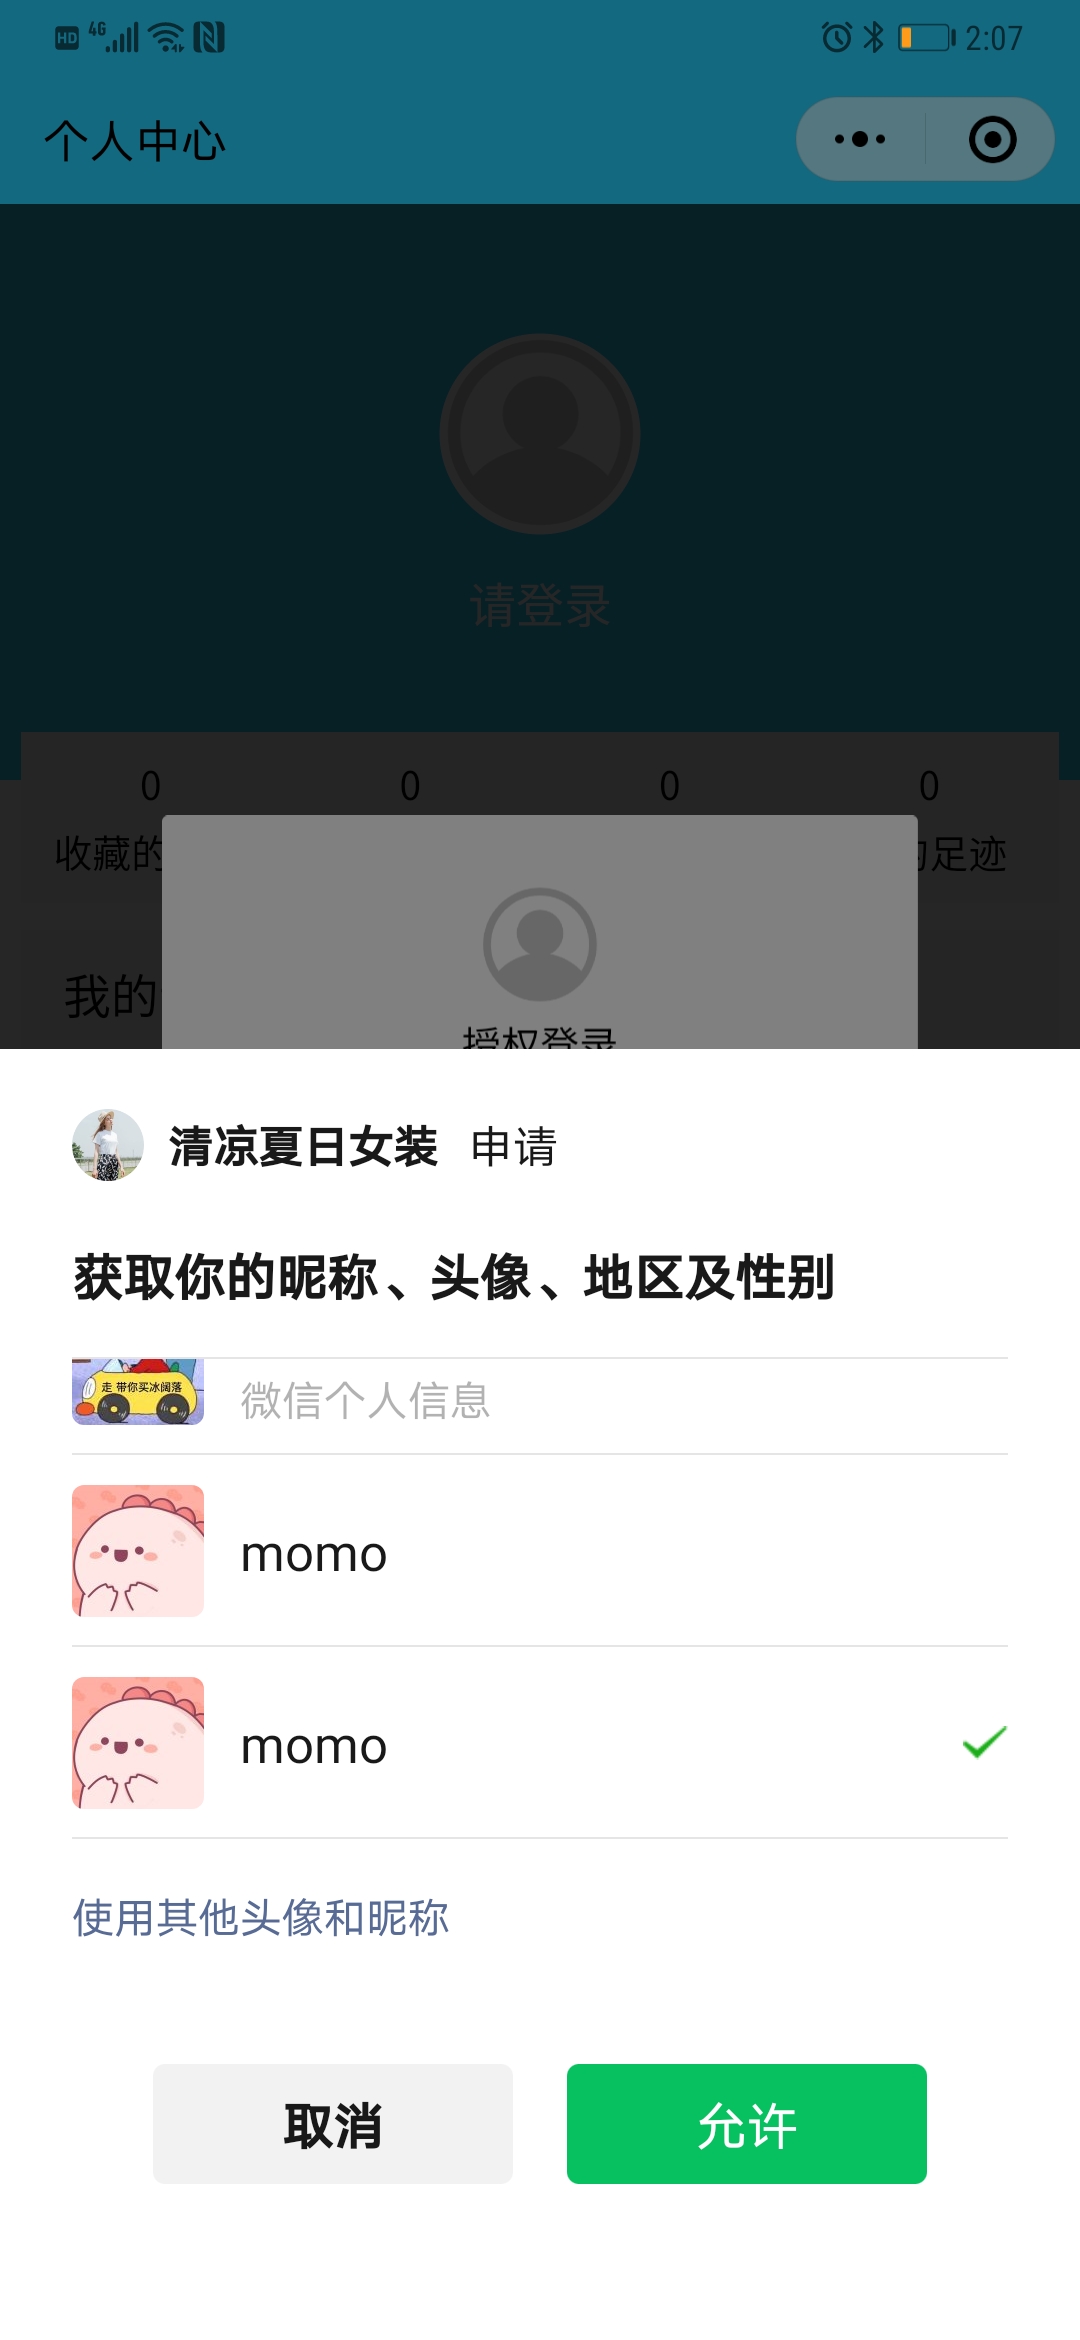 HD 4G 2:07
个人中心
请登录
0 0 0 0
收藏的 的足迹
我的
授权登录
清凉夏日女装 申请
获取你的昵称、头像、地区及性别
走 带你买冰阔落
微信个人信息
momo
momo
使用其他头像和昵称
取消 允许